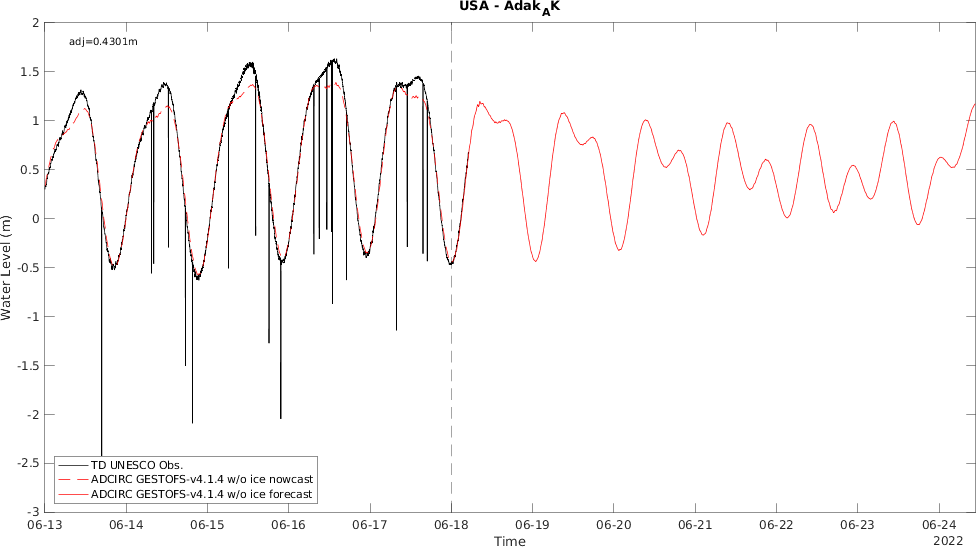 USA - Adak_AK
adj=0.4301m
2
1.5
1
0.5
0
-0.5
-1
-1.5
-2
-2.5
-3
Water Level (m)
TD UNESCO Obs.
ADCIRC GESTOFS-v4.1.4 w/o ice nowcast
ADCIRC GESTOFS-v4.1.4 w/o ice forecast
06-13 06-14 06-15 06-16 06-17 06-18 06-19 06-20 06-21 06-22 06-23 06-24
Time
2022